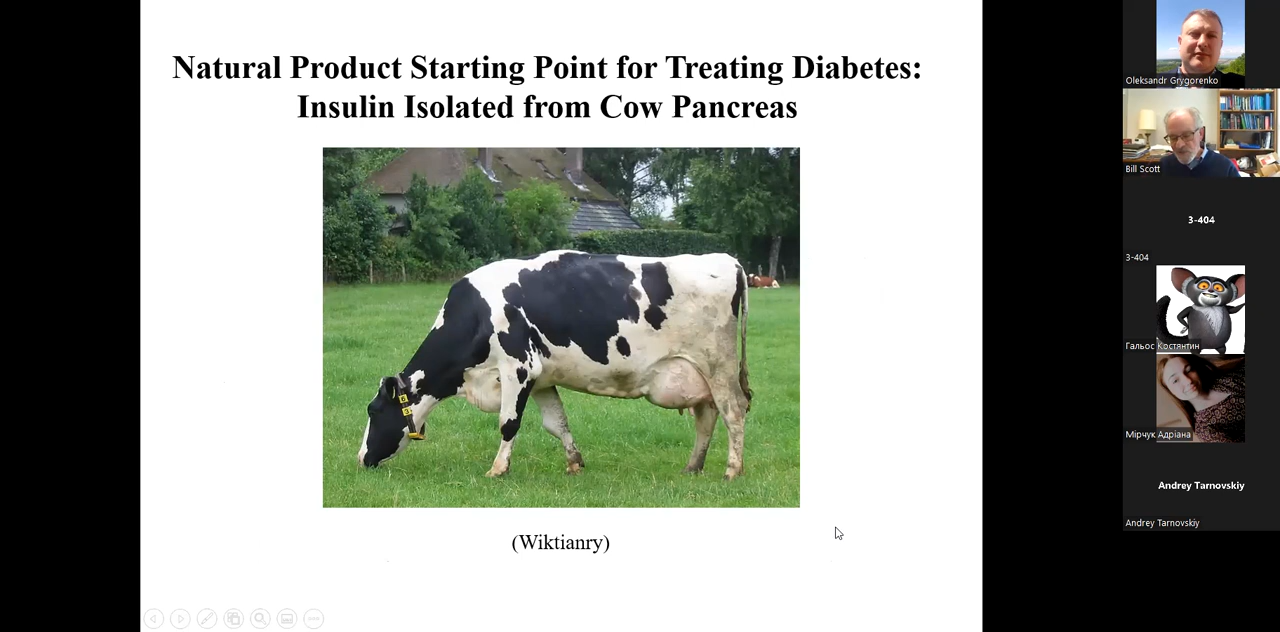 Natural Product Starting Point for Treating Diabetes:
Insulin Isolated from Cow Pancreas
(Wiktianry)
Oleksandr Grygorenko
Bill Scott
3-404
3-404
Гальос Костянтин
Мірчук Адріана
Andrey Tarnovskiy
Andrey Tarnovskiy